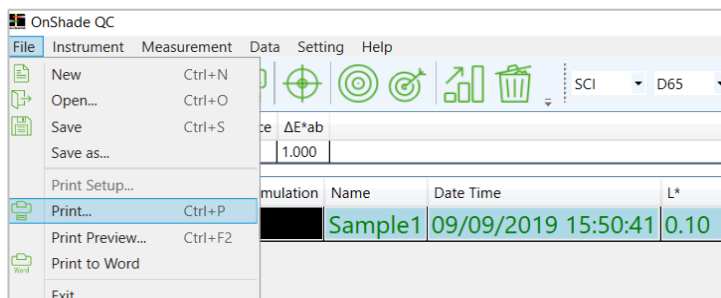 OnShade QC
File Instrument Measurement Data Setting Help
New Ctrl+N
Open... Ctrl+O
SCI D65
Save Ctrl+S
ce ΔE*ab
Save as...
1.000
Print Setup...
mulation Name Date Time L*
Print... Ctrl+P
Sample1 09/09/2019 15:50:41 0.10
Print Preview... Ctrl+F2
Word Print to Word
Exit